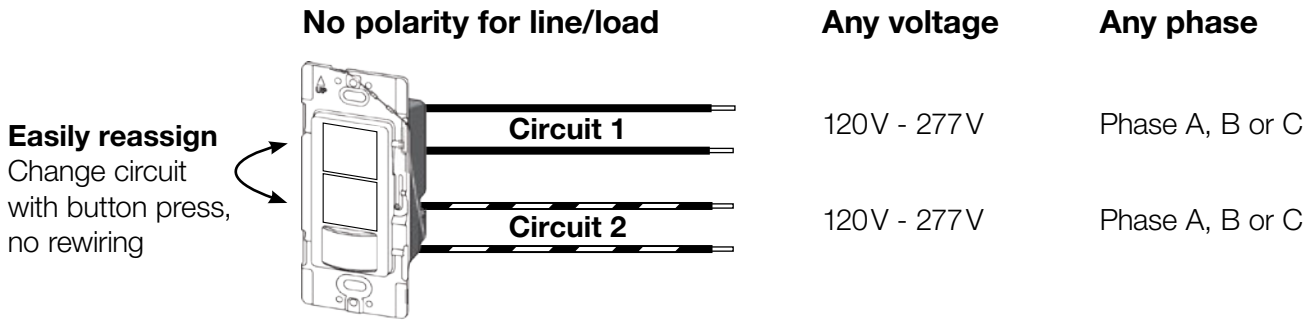 No polarity for line/load
Any voltage
Any phase
UP
Easily reassign
Change circuit
with button press,
no rewiring
Circuit 1
120V - 277V
Phase A, B or C
Circuit 2
120V - 277V
Phase A, B or C